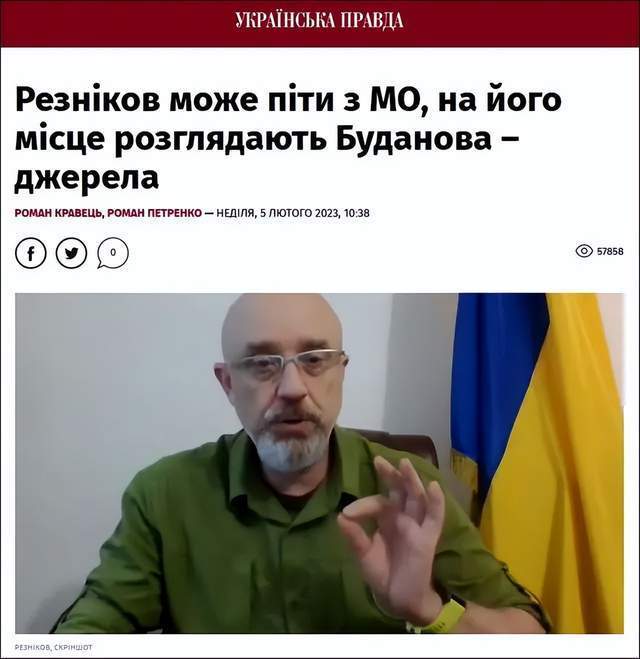 УКРАЇНСЬКА ПРАВДА
Резніков може піти з МО, на його
місце розглядають Буданова –
джерела
РОМАН КРАВЕЦЬ, РОМАН ПЕТРЕНКО — НЕДІЛЯ, 5 ЛЮТОГО 2023, 10:38
0
57858
РЕЗНІКОВ, СКРІНШОТ